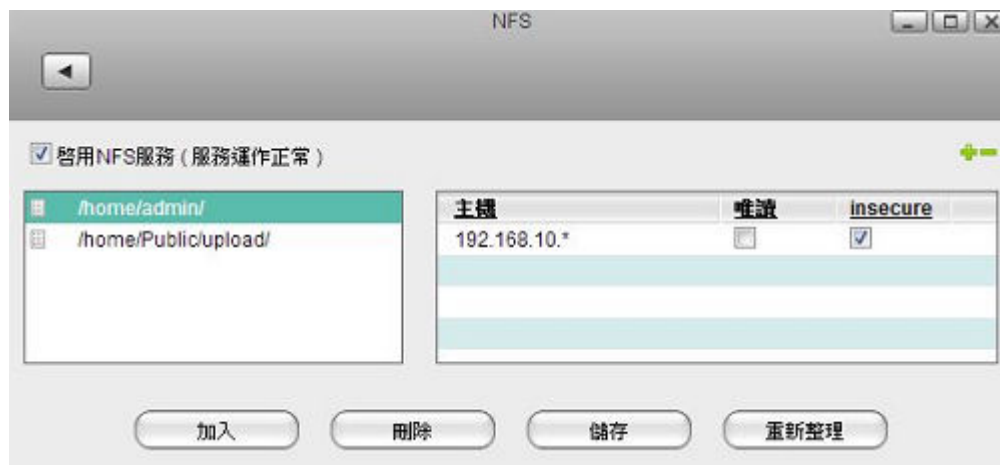 NFS
啓用NFS服務 ( 服務運作正常 )
/home/admin/
/home/Public/upload/
主機 唯讀 insecure
192.168.10.*
加入 刪除 儲存 重新整理